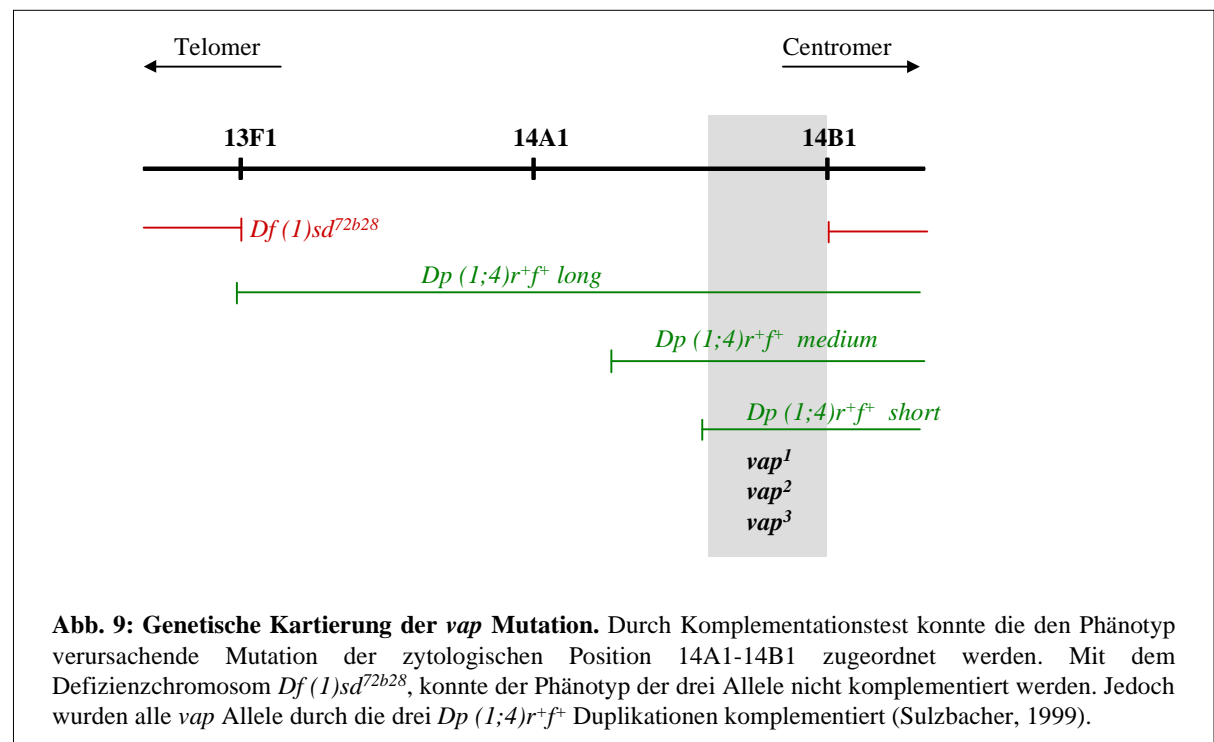 Telomer Centromer
13F1 14A1 14B1
Df (1)sd72b28
Dp (1;4)r+f+ long
Dp (1;4)r+f+ medium
Dp (1;4)r+f+ short
vap1
vap2
vap3
Abb. 9: Genetische Kartierung der vap Mutation. Durch Komplementationstest konnte die den Phänotyp
verursachende Mutation der zytologischen Position 14A1-14B1 zugeordnet werden. Mit dem
Defizienzchromosom Df (1)sd72b28, konnte der Phänotyp der drei Allele nicht komplementiert werden. Jedoch
wurden alle vap Allele durch die drei Dp (1;4)r+f+ Duplikationen komplementiert (Sulzbacher, 1999).